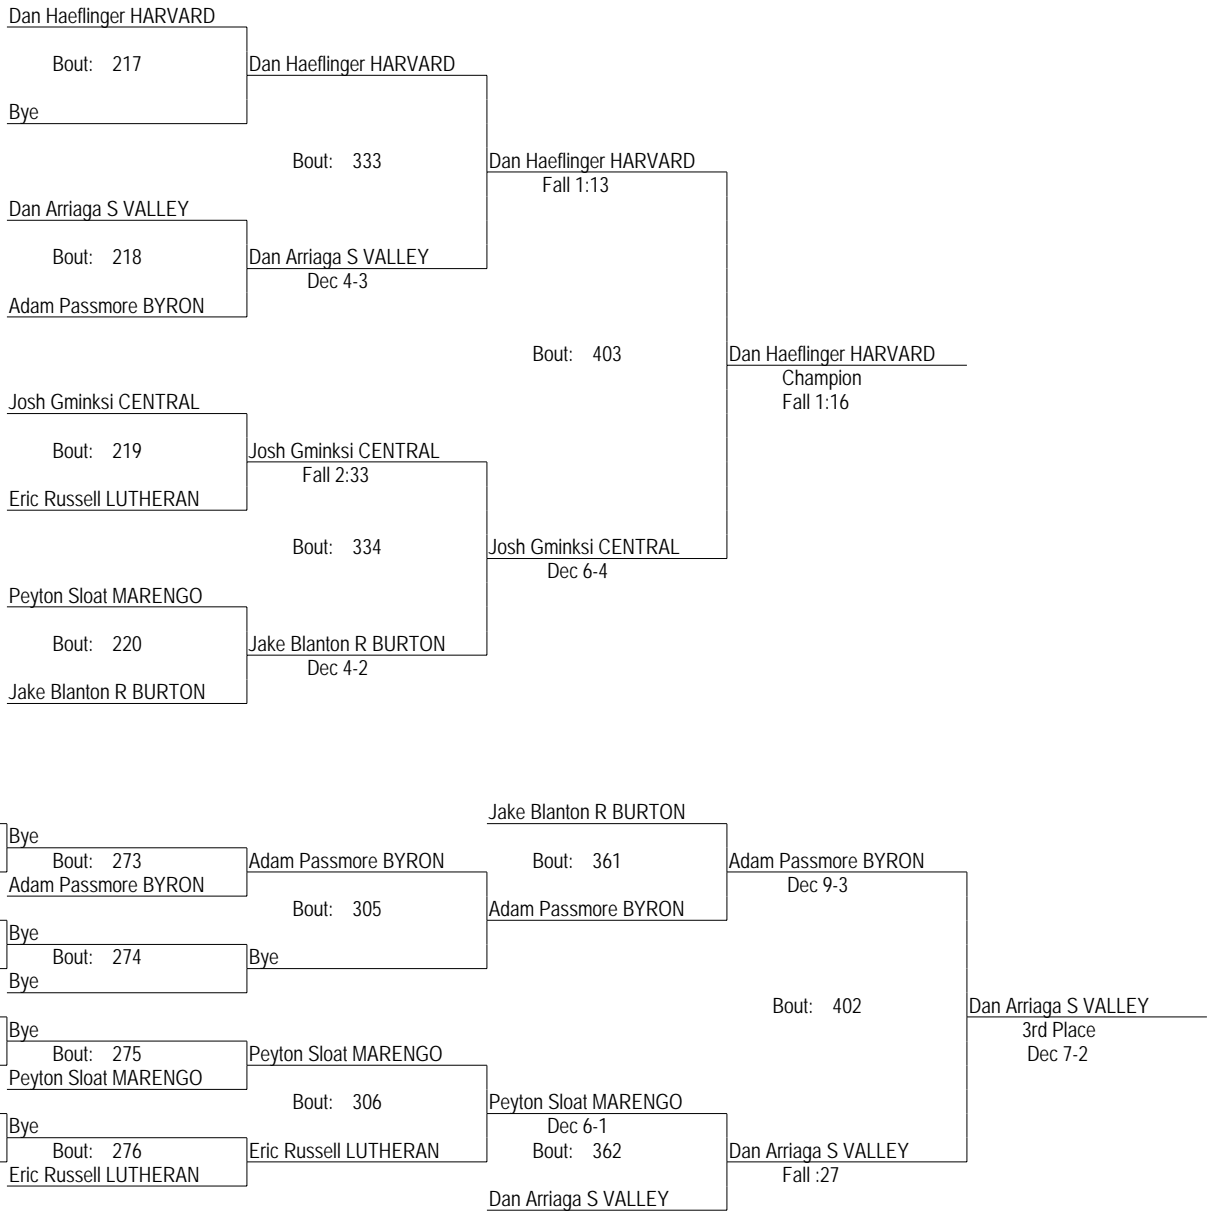 Dan Haeflinger HARVARD
Bout: 217
Dan Haeflinger HARVARD
Bye
Bout: 333
Dan Haeflinger HARVARD
Fall 1:13
Dan Arriaga S VALLEY
Bout: 218
Dan Arriaga S VALLEY
Dec 4-3
Adam Passmore BYRON
Bout: 403
Dan Haeflinger HARVARD
Champion
Fall 1:16
Josh Gminksi CENTRAL
Bout: 219
Josh Gminksi CENTRAL
Fall 2:33
Eric Russell LUTHERAN
Bout: 334
Josh Gminksi CENTRAL
Dec 6-4
Peyton Sloat MARENGO
Bout: 220
Jake Blanton R BURTON
Dec 4-2
Jake Blanton R BURTON
Jake Blanton R BURTON
Bye
Bout: 273
Adam Passmore BYRON
Bout: 361
Adam Passmore BYRON
Dec 9-3
Adam Passmore BYRON
Bout: 305
Adam Passmore BYRON
Bye
Bout: 274
Bye
Bye
Bout: 402
Dan Arriaga S VALLEY
3rd Place
Dec 7-2
Bye
Bout: 275
Peyton Sloat MARENGO
Peyton Sloat MARENGO
Bout: 306
Peyton Sloat MARENGO
Dec 6-1
Bye
Bout: 276
Eric Russell LUTHERAN
Bout: 362
Dan Arriaga S VALLEY
Fall :27
Eric Russell LUTHERAN
Dan Arriaga S VALLEY